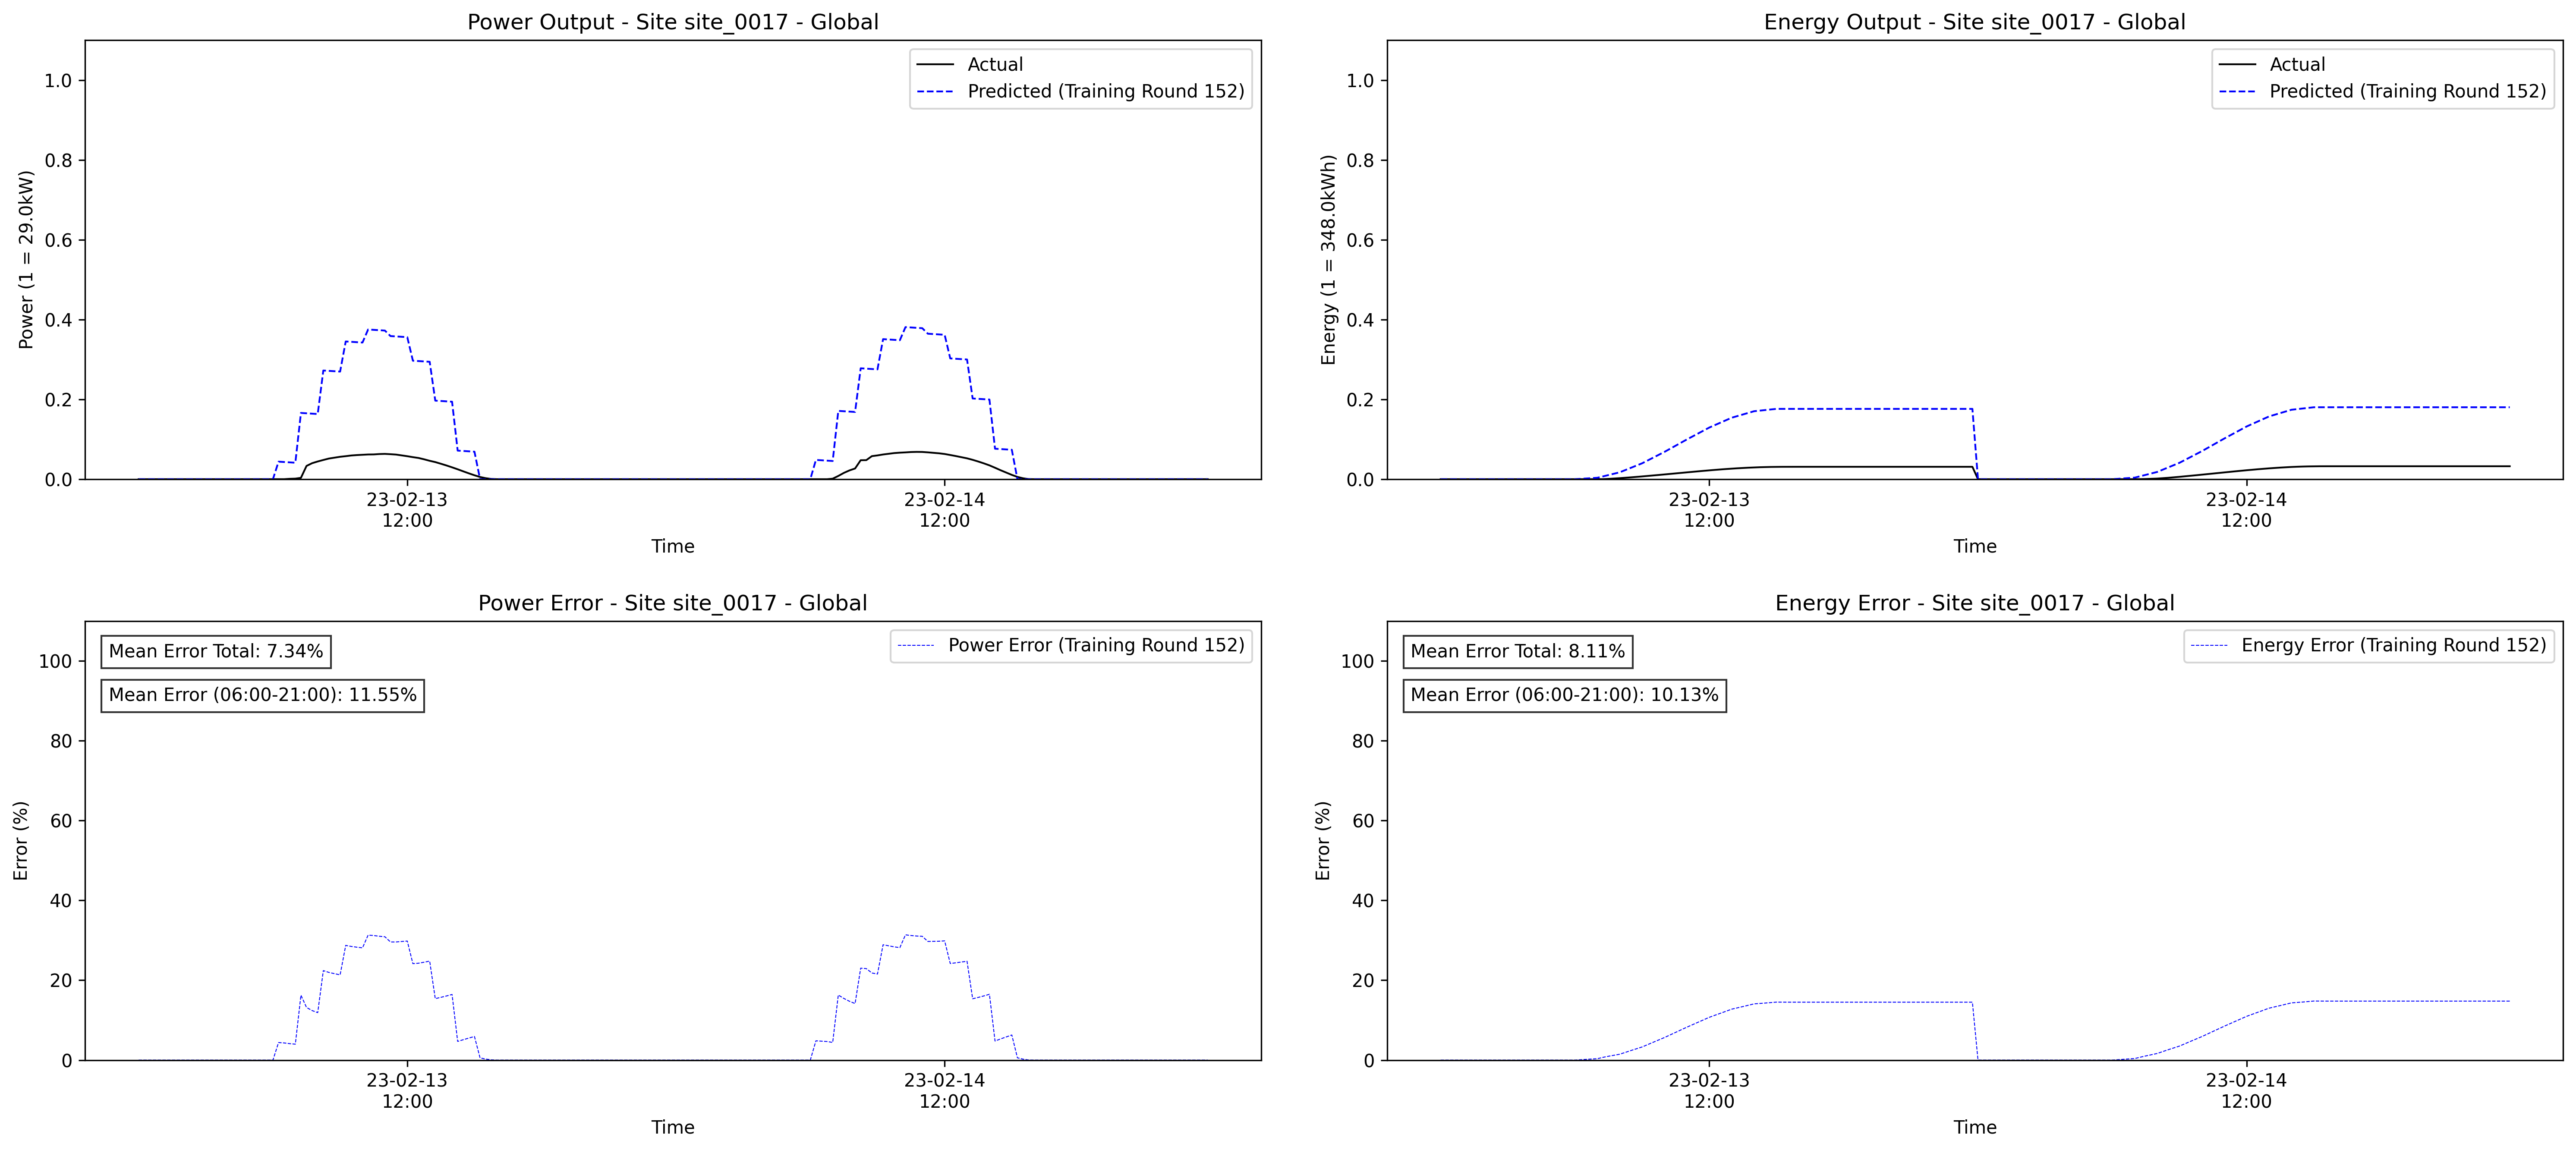 Power Output - Site site_0017 - Global
Power (1 = 29.0kW)
1.0
0.8
0.6
0.4
0.2
0.0
Actual
Predicted (Training Round 152)
23-02-13
12:00
23-02-14
12:00
Time
Energy Output - Site site_0017 - Global
Energy (1 = 348.0kWh)
1.0
0.8
0.6
0.4
0.2
0.0
Actual
Predicted (Training Round 152)
23-02-13
12:00
23-02-14
12:00
Time
Power Error - Site site_0017 - Global
Error (%)
100
80
60
40
20
0
Mean Error Total: 7.34%
Mean Error (06:00-21:00): 11.55%
Power Error (Training Round 152)
23-02-13
12:00
23-02-14
12:00
Time
Energy Error - Site site_0017 - Global
Error (%)
100
80
60
40
20
0
Mean Error Total: 8.11%
Mean Error (06:00-21:00): 10.13%
Energy Error (Training Round 152)
23-02-13
12:00
23-02-14
12:00
Time